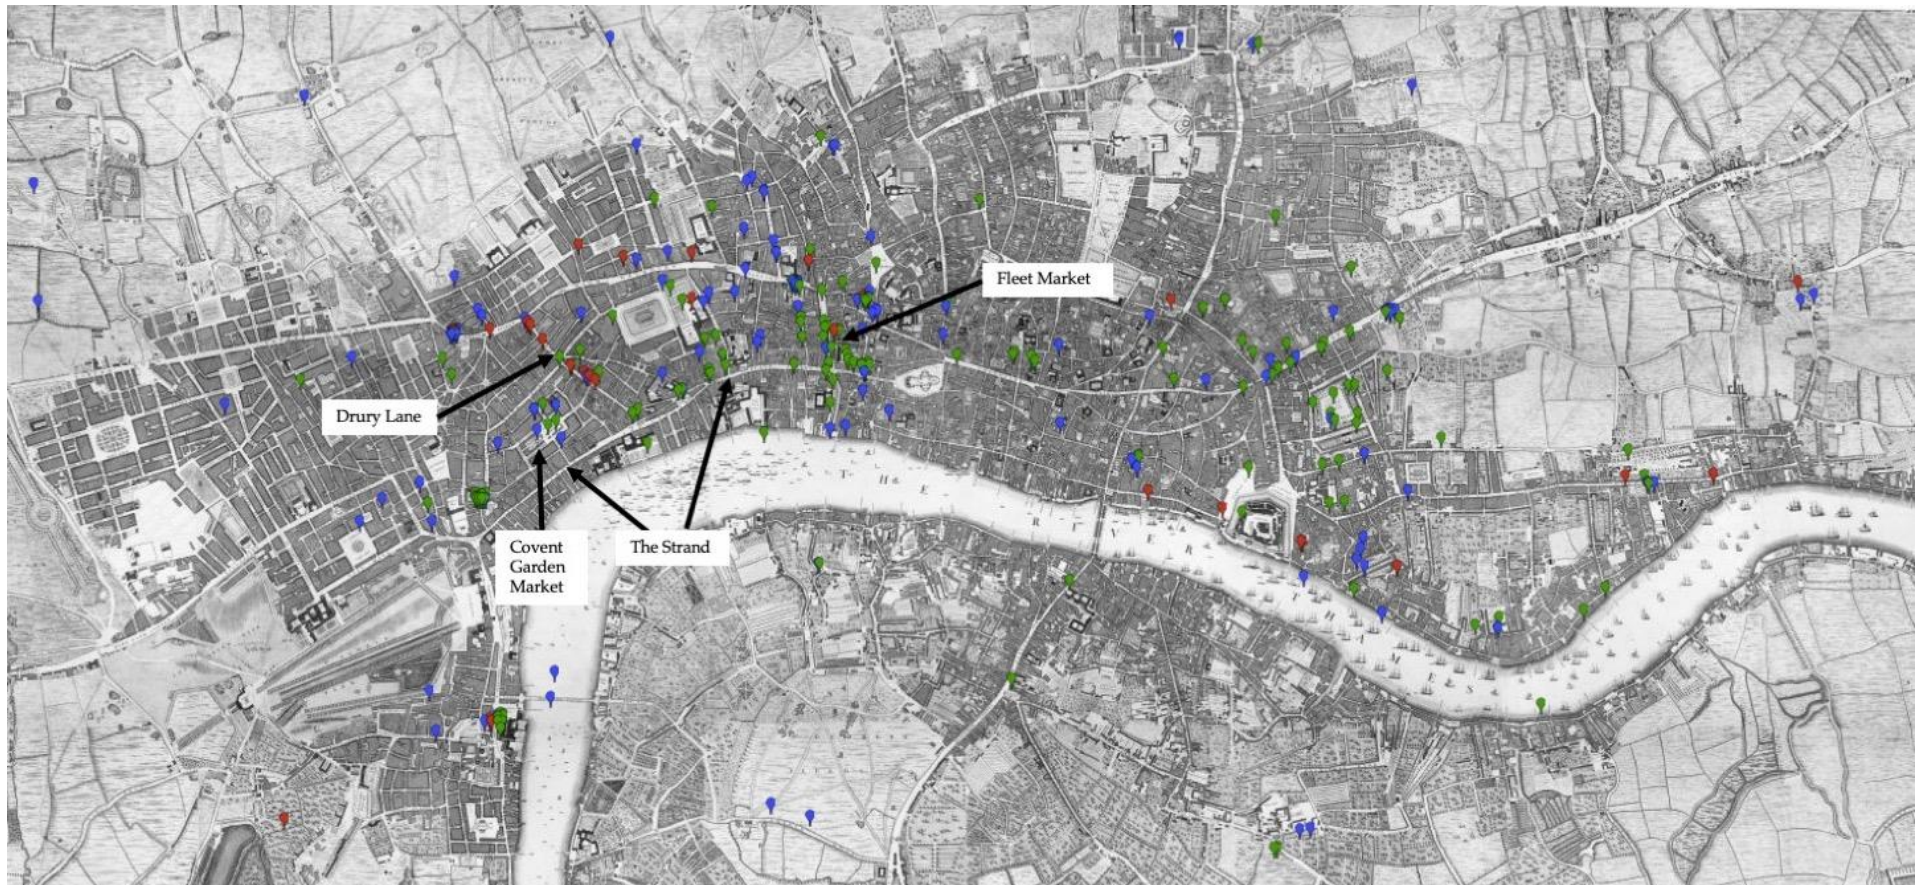 Fleet Market
Drury Lane
Covent
Garden
Market
The Strand
T H E
R I V E R
T H A M E S